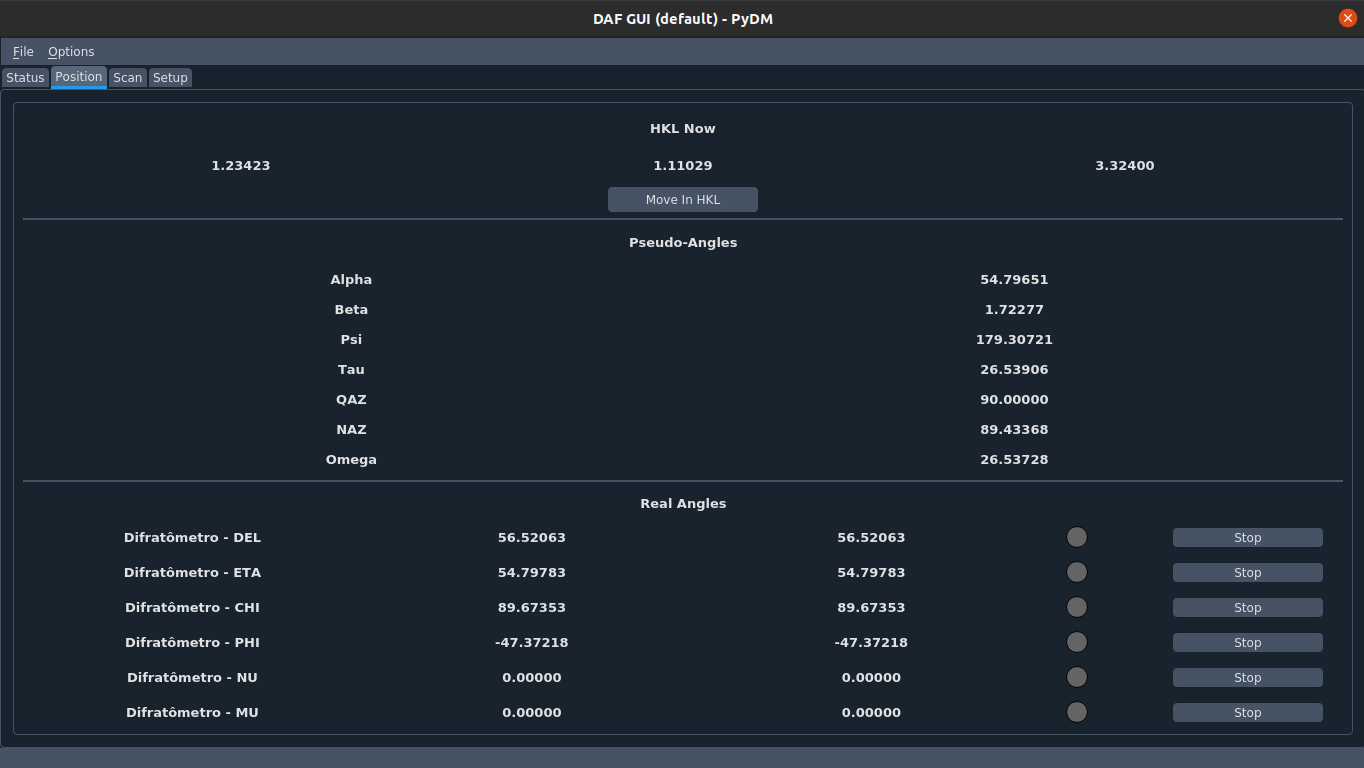 DAF GUI (default) - PyDM
File Options
Status Position Scan Setup
HKL Now
1.23423 1.11029 3.32400
Move In HKL
Pseudo-Angles
Alpha 54.79651
Beta 1.72277
Psi 179.30721
Tau 26.53906
QAZ 90.00000
NAZ 89.43368
Omega 26.53728
Real Angles
Difratômetro - DEL 56.52063 56.52063 Stop
Difratômetro - ETA 54.79783 54.79783 Stop
Difratômetro - CHI 89.67353 89.67353 Stop
Difratômetro - PHI -47.37218 -47.37218 Stop
Difratômetro - NU 0.00000 0.00000 Stop
Difratômetro - MU 0.00000 0.00000 Stop